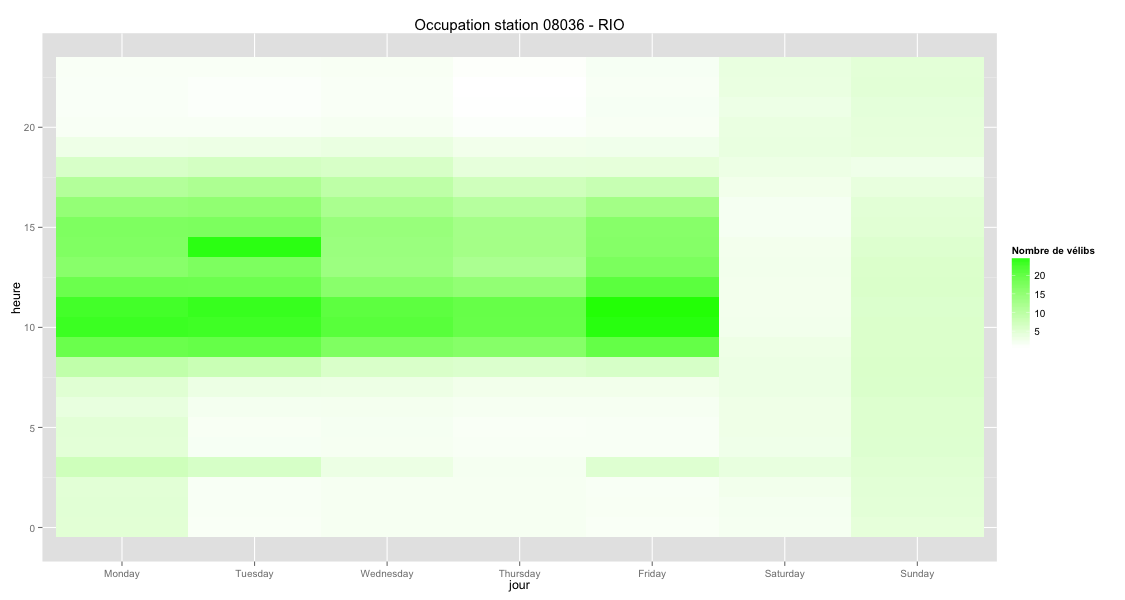 Occupation station 08036 - RIO
heure
20
15
10
5
0
Monday Tuesday Wednesday Thursday Friday Saturday Sunday
jour
Nombre de vélibs
20
15
10
5